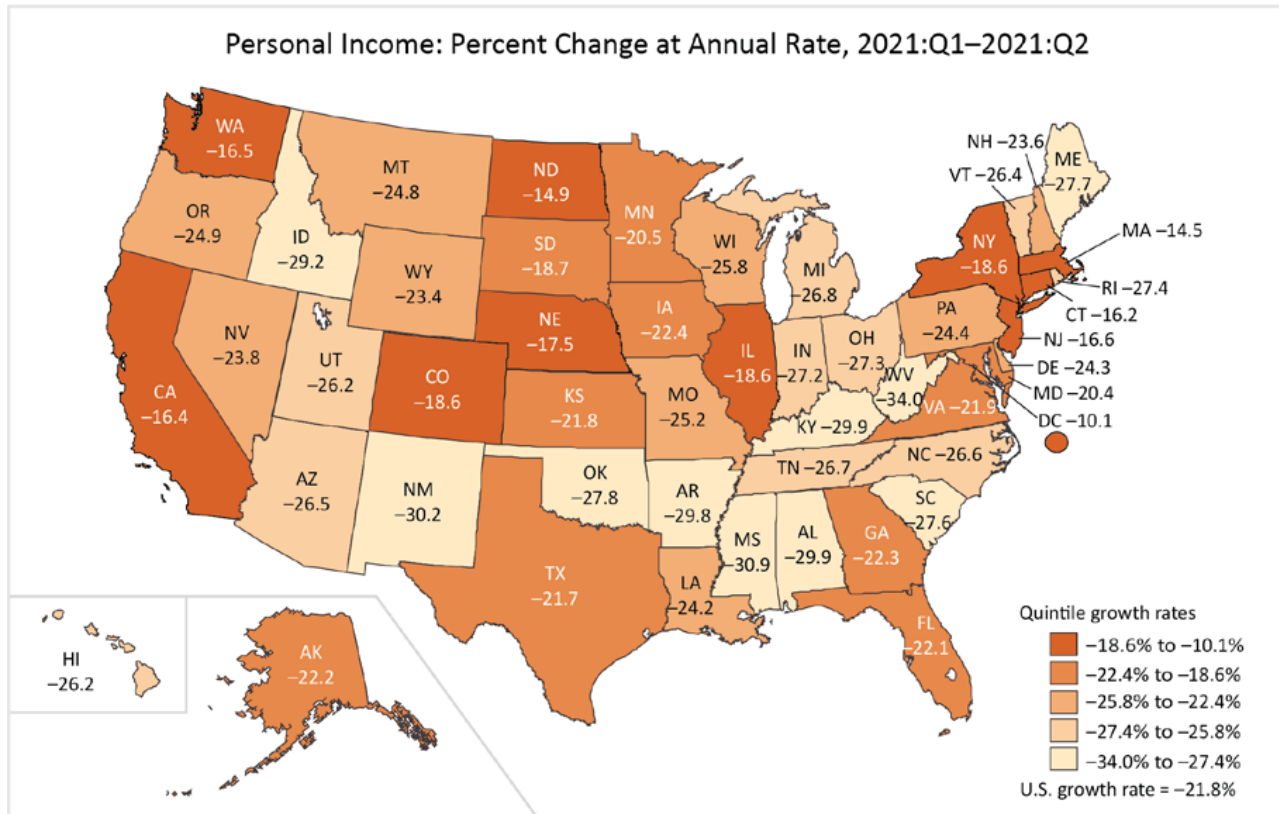 Personal Income: Percent Change at Annual Rate, 2021:Q1–2021:Q2
WA
–16.5
OR
–24.9
CA
–16.4
ID
–29.2
NV
–23.8
MT
–24.8
WY
–23.4
UT
–26.2
AZ
–26.5
CO
–18.6
NM
–30.2
ND
–14.9
SD
–18.7
NE
–17.5
KS
–21.8
OK
–27.8
TX
–21.7
MN
–20.5
IA
–22.4
MO
–25.2
AR
–29.8
LA
–24.2
WI
–25.8
IL
–18.6
MI
–26.8
IN
–27.2
OH
–27.3
KY –29.9
TN –26.7
MS
–30.9
AL
–29.9
GA
–22.3
FL
–22.1
SC
–27.6
NC –26.6
VA –21.9
WV
–34.0
PA
–24.4
NY
–18.6
VT –26.4
NH –23.6
ME
–27.7
MA –14.5
RI –27.4
CT –16.2
NJ –16.6
DE –24.3
MD –20.4
DC –10.1
HI
–26.2
AK
–22.2
Quintile growth rates
–18.6% to –10.1%
–22.4% to –18.6%
–25.8% to –22.4%
–27.4% to –25.8%
–34.0% to –27.4%
U.S. growth rate = –21.8%